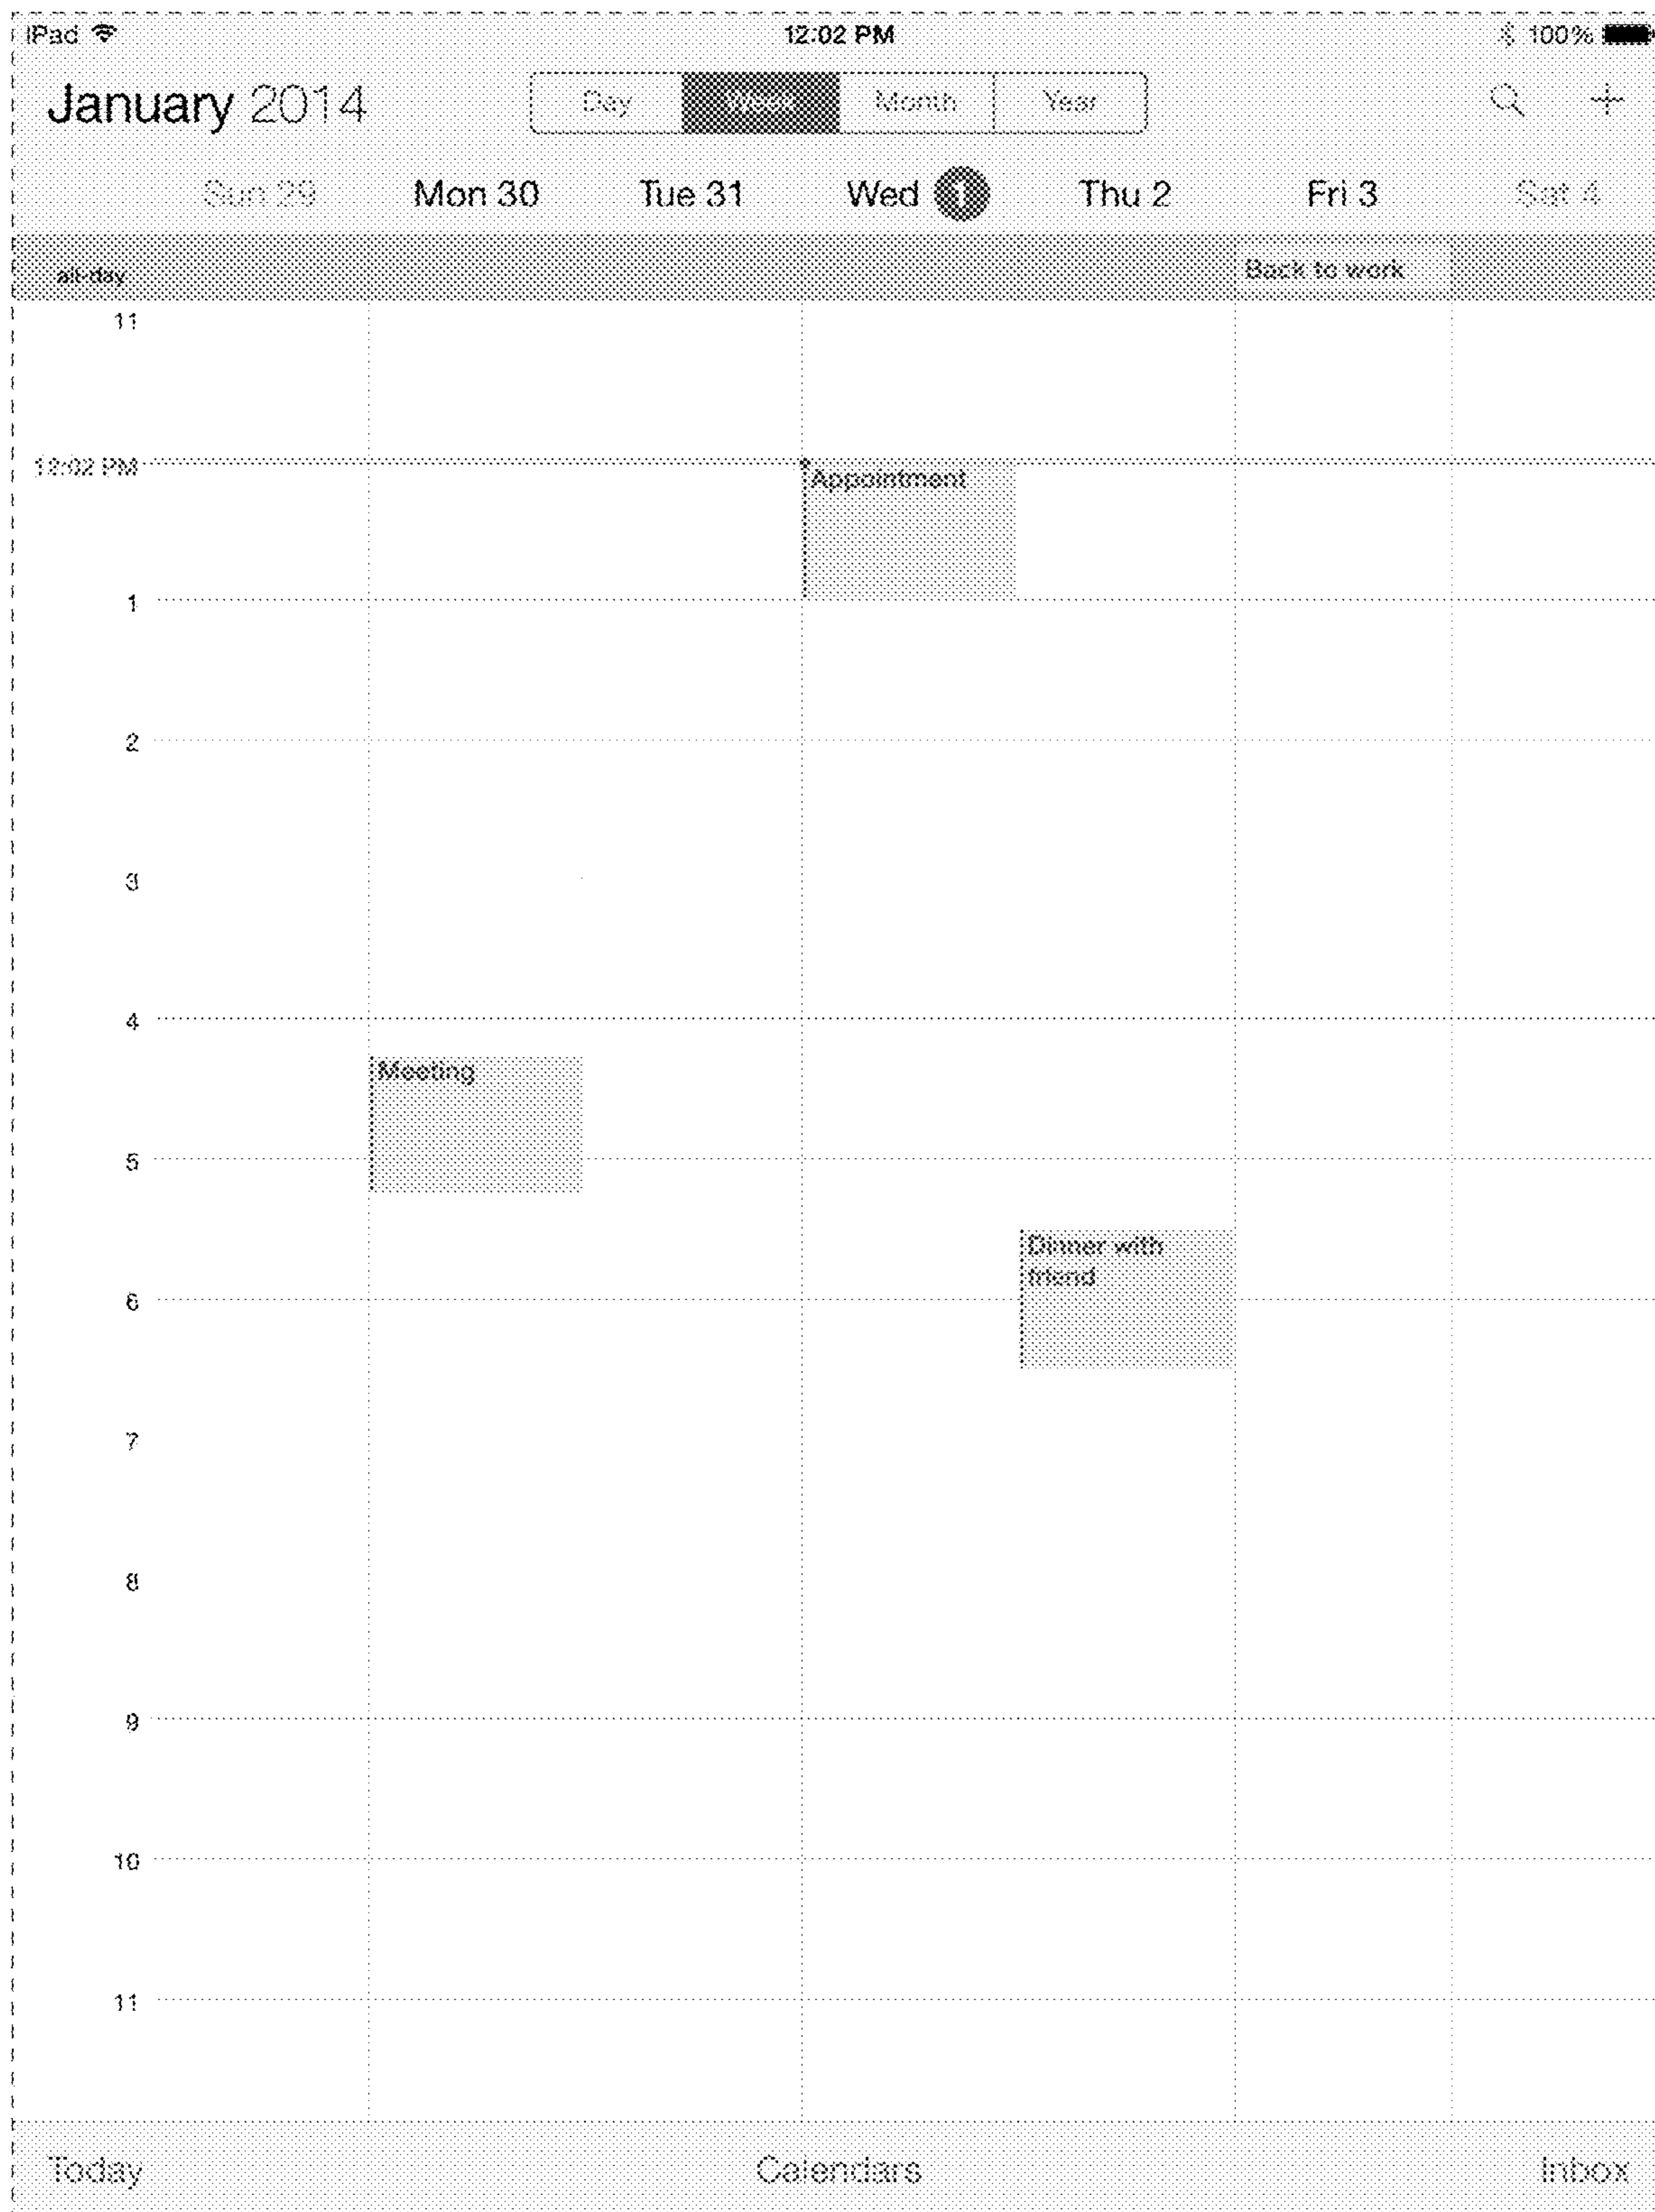 iPad 12:02 PM 100%
January 2014 Day Week Month Year
Sun 29 Mon 30 Tue 31 Wed 1 Thu 2 Fri 3 Sat 4
all-day Back to work
11
12:02 PM Appointment
1
2
3
4
Meeting
5
Dinner with
friend
6
7
8
9
10
11
Today Calendars Inbox